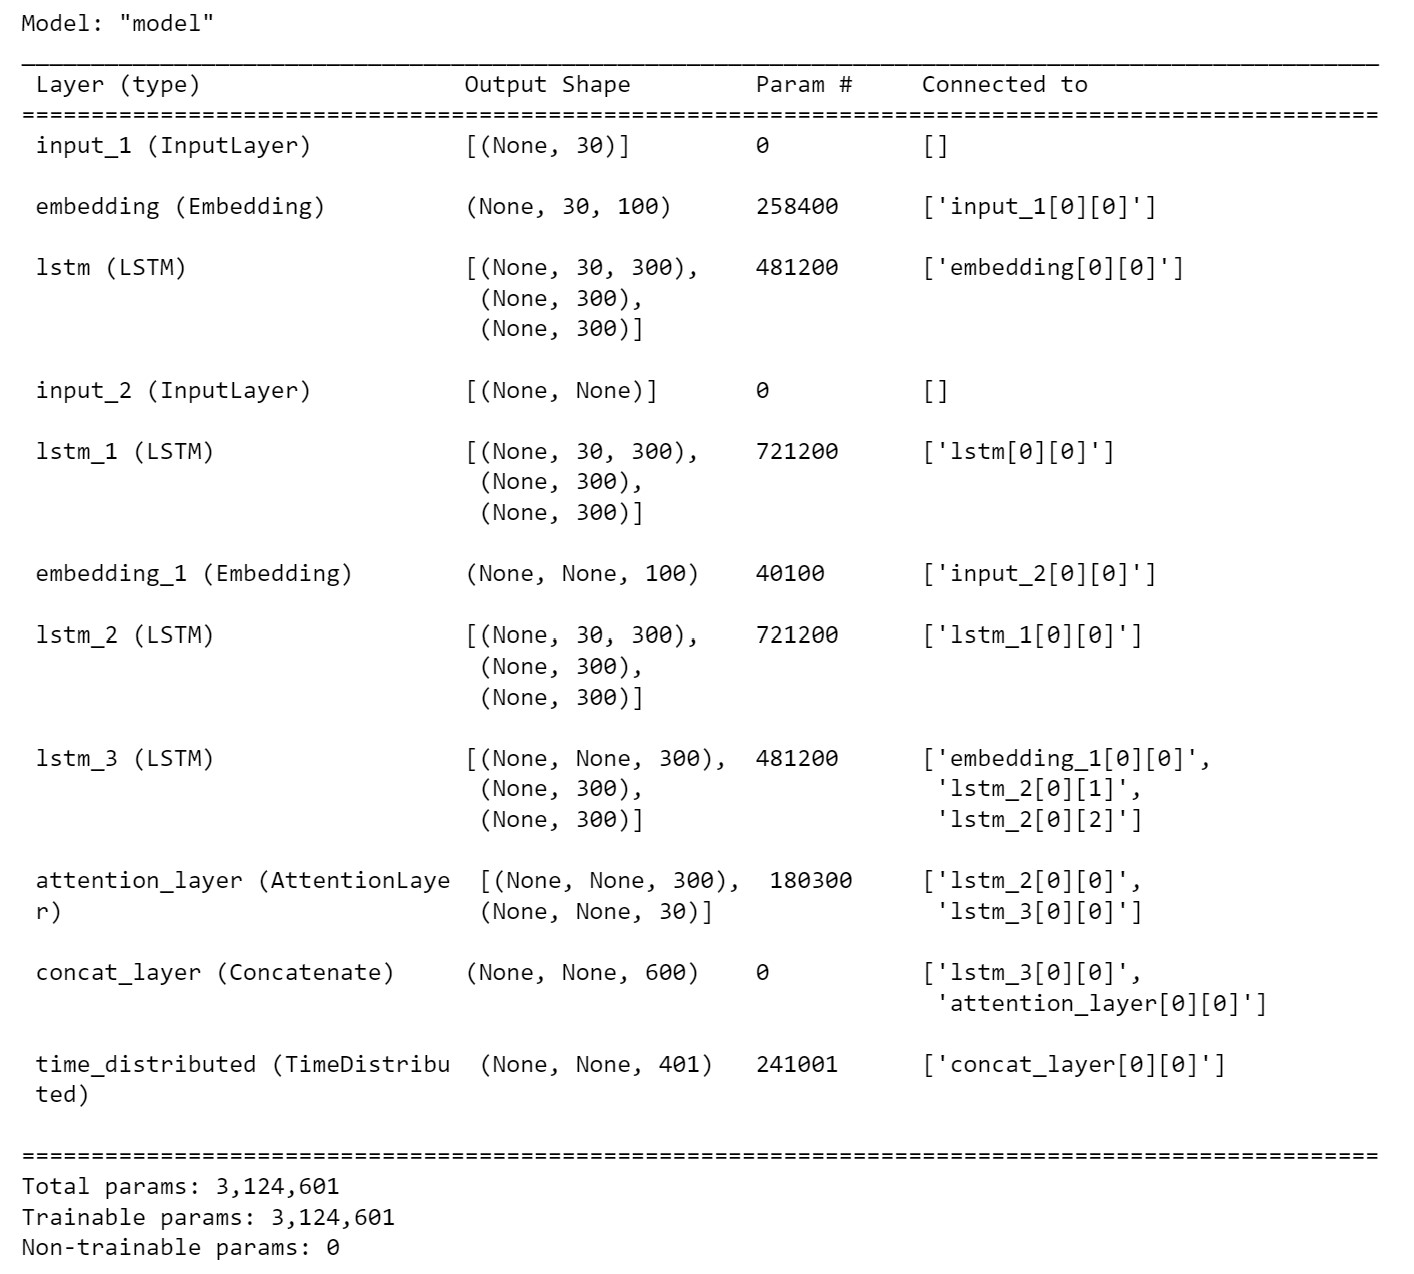 Model: "model"
Layer (type) Output Shape Param # Connected to
input_1 (InputLayer) [(None, 30)] 0 []
embedding (Embedding) (None, 30, 100) 258400 ['input_1[0][0]']
lstm (LSTM) [(None, 30, 300), 481200 ['embedding[0][0]']
(None, 300),
(None, 300)]
input_2 (InputLayer) [(None, None)] 0 []
lstm_1 (LSTM) [(None, 30, 300), 721200 ['lstm[0][0]']
(None, 300),
(None, 300)]
embedding_1 (Embedding) (None, None, 100) 40100 ['input_2[0][0]']
lstm_2 (LSTM) [(None, 30, 300), 721200 ['lstm_1[0][0]']
(None, 300),
(None, 300)]
lstm_3 (LSTM) [(None, None, 300), 481200 ['embedding_1[0][0]',
(None, 300), 'lstm_2[0][1]',
(None, 300)] 'lstm_2[0][2]']
attention_layer (AttentionLaye [(None, None, 300), 180300 ['lstm_2[0][0]',
r) (None, None, 30)] 'lstm_3[0][0]']
concat_layer (Concatenate) (None, None, 600) 0 ['lstm_3[0][0]',
'attention_layer[0][0]']
time_distributed (TimeDistribu (None, None, 401) 241001 ['concat_layer[0][0]']
ted)
Total params: 3,124,601
Trainable params: 3,124,601
Non-trainable params: 0